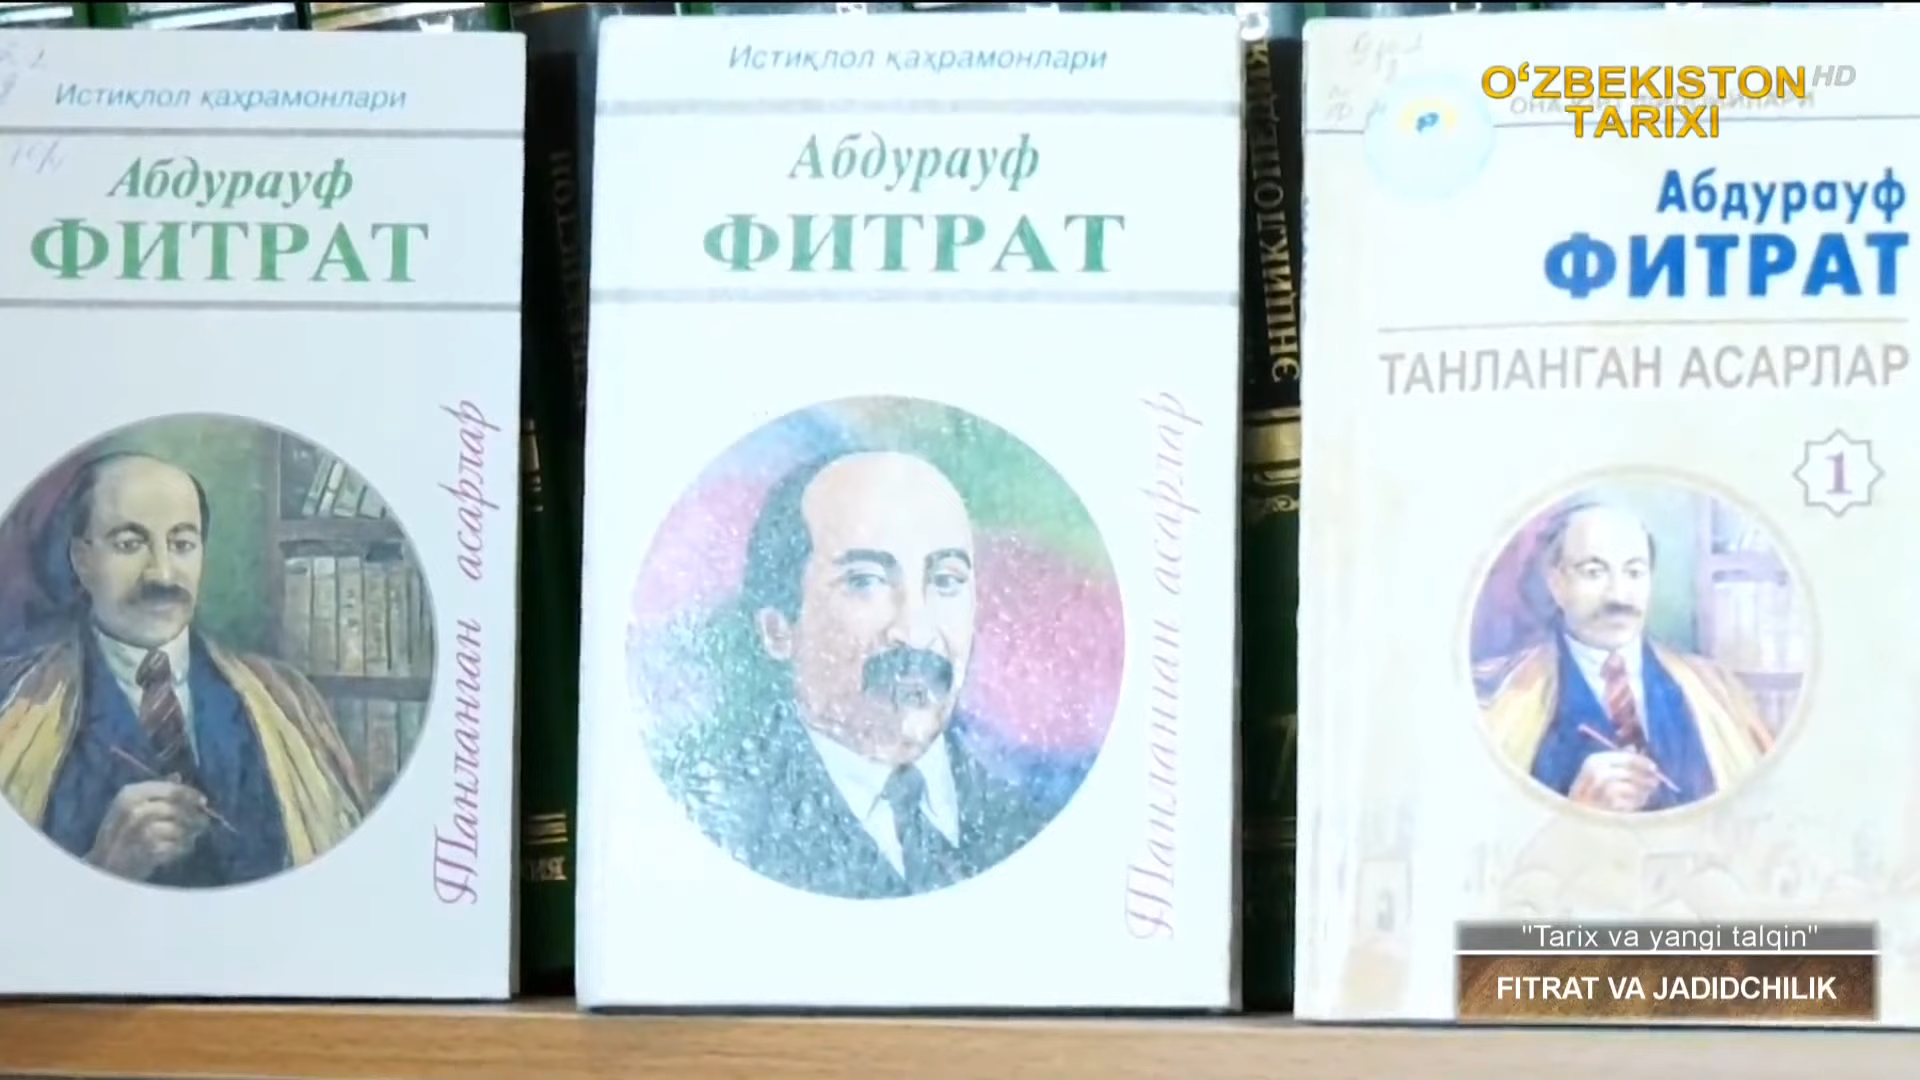 Истиқлол қаҳрамонлари
Абдурауф
ФИТРАТ
Танланган асарлар
Истиқлол қаҳрамонлари
Абдурауф
ФИТРАТ
Танланган асарлар
ЭНЦИКЛОПЕДИЯ
Абдурауф
ФИТРАТ
ТАНЛАНГАН АСАРЛАР
1
O‘ZBEKISTON HD
TARIXI
"Tarix va yangi talqin"
FITRAT VA JADIDCHILIK